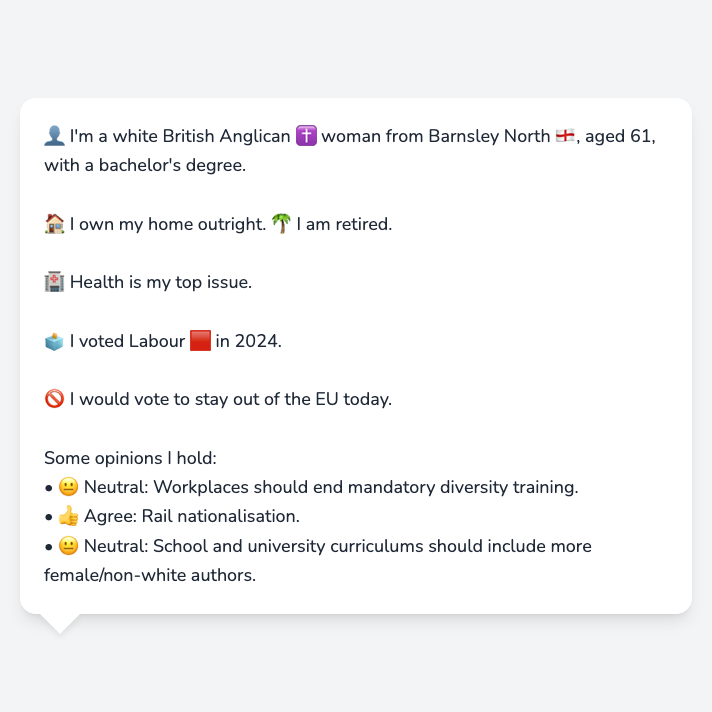 👤 I'm a white British Anglican ✝️ woman from Barnsley North 🏴󠁧󠁢󠁥󠁮󠁧󠁿, aged 61,
with a bachelor's degree.
🏠 I own my home outright. 🌴 I am retired.
🏥 Health is my top issue.
🗳️ I voted Labour 🟥 in 2024.
🚫 I would vote to stay out of the EU today.
Some opinions I hold:
• 😐 Neutral: Workplaces should end mandatory diversity training.
• 👍 Agree: Rail nationalisation.
• 😐 Neutral: School and university curriculums should include more
female/non-white authors.